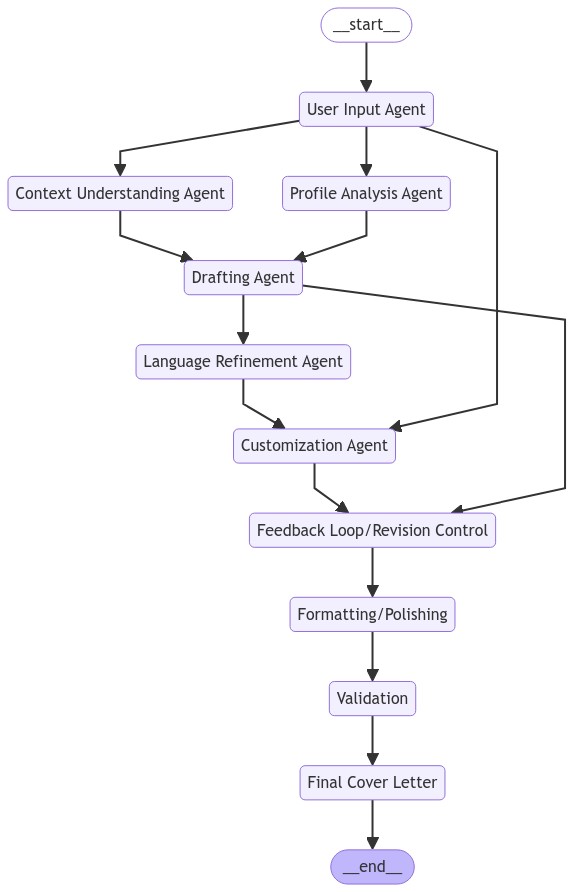 __start__
User Input Agent
Context Understanding Agent
Profile Analysis Agent
Drafting Agent
Language Refinement Agent
Customization Agent
Feedback Loop/Revision Control
Formatting/Polishing
Validation
Final Cover Letter
__end__